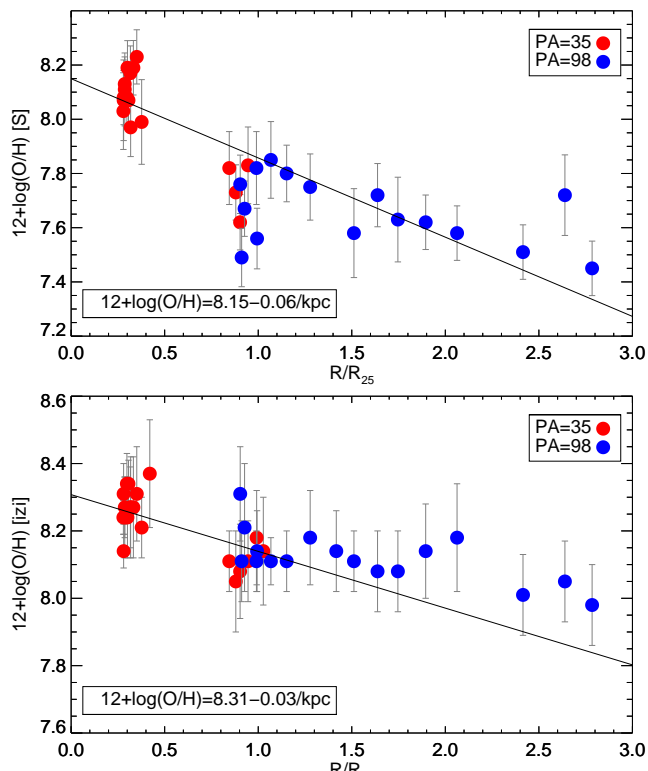 8.2
8.0
7.8
7.6
7.4
7.2
12+log(O/H) [S]
PA=35
PA=98
12+log(O/H)=8.15−0.06/kpc
0.0 0.5 1.0 1.5 2.0 2.5 3.0
R/R25
8.6
8.4
8.2
8.0
7.8
7.6
12+log(O/H) [izi]
PA=35
PA=98
12+log(O/H)=8.31−0.03/kpc
0.0 0.5 1.0 1.5 2.0 2.5 3.0
R/R